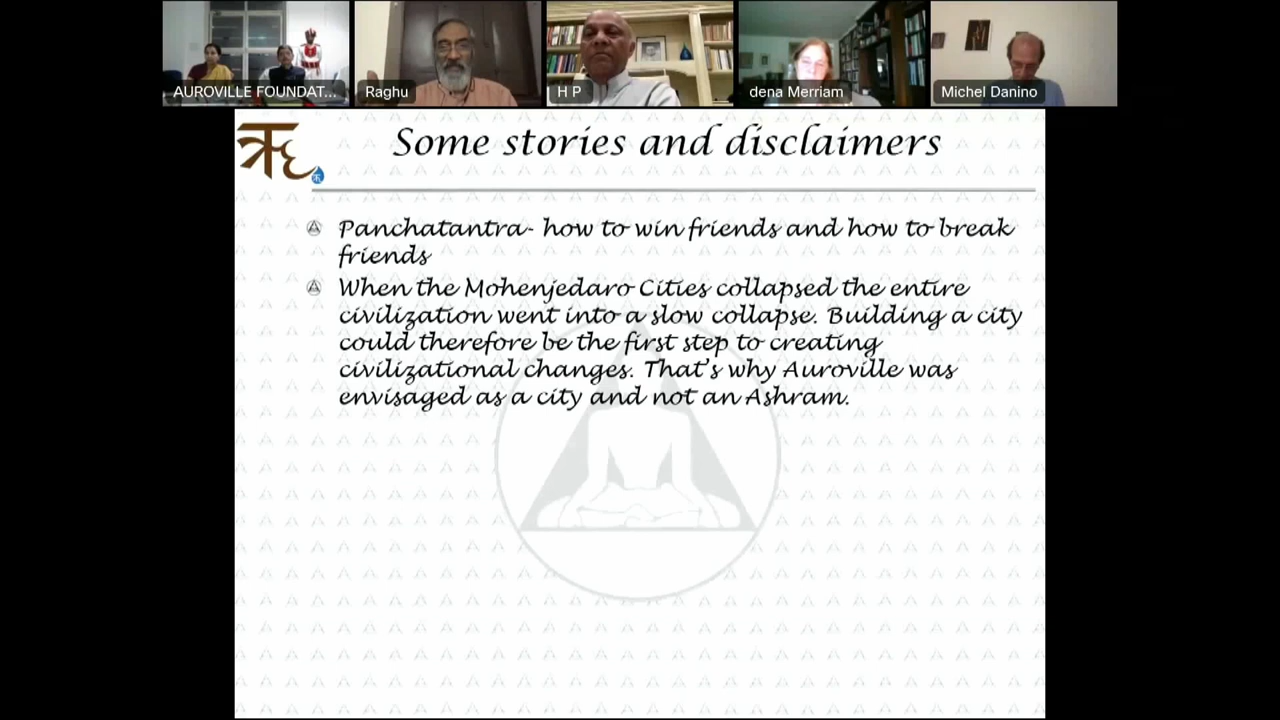 AUROVILLE FOUNDAT...
Raghu
H P
dena Merriam
Michel Danino
Some stories and disclaimers
Panchatantra- how to win friends and how to break
friends
When the Mohenjedaro Cities collapsed the entire
civilization went into a slow collapse. Building a city
could therefore be the first step to creating
civilizational changes. That's why Auroville was
envisaged as a city and not an Ashram.